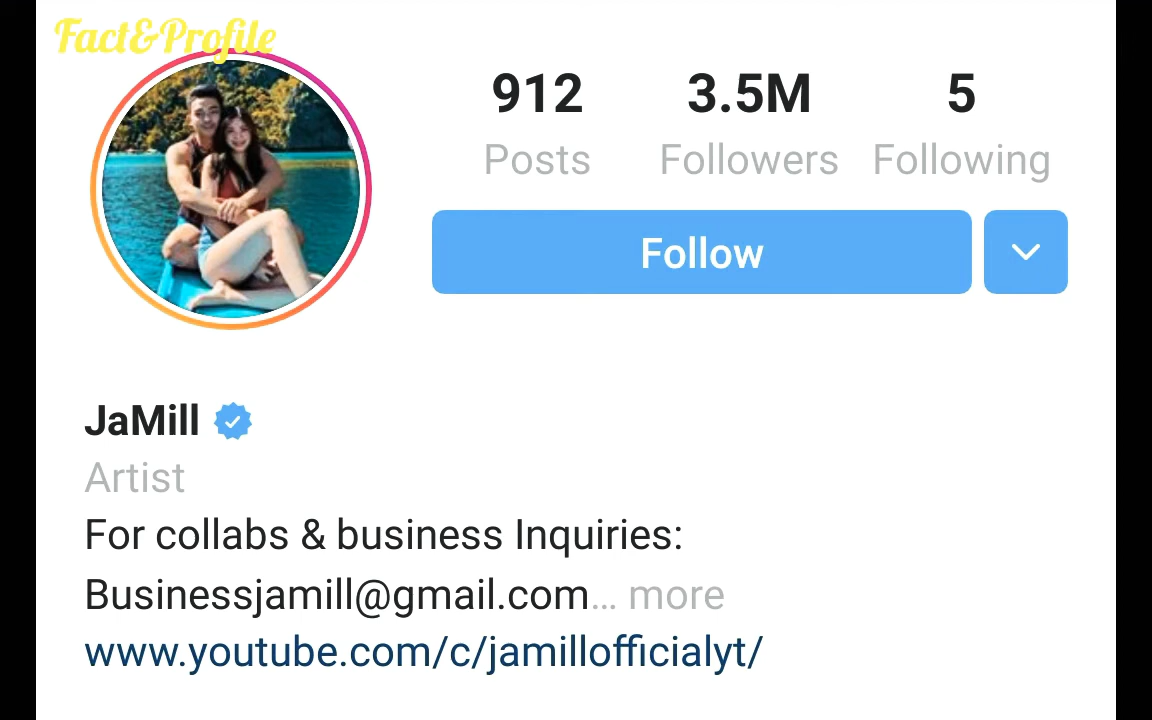 Fact&Profile
912 3.5M 5
Posts Followers Following
Follow
JaMill
Artist
For collabs & business Inquiries:
Businessjamill@gmail.com... more
www.youtube.com/c/jamillofficialyt/